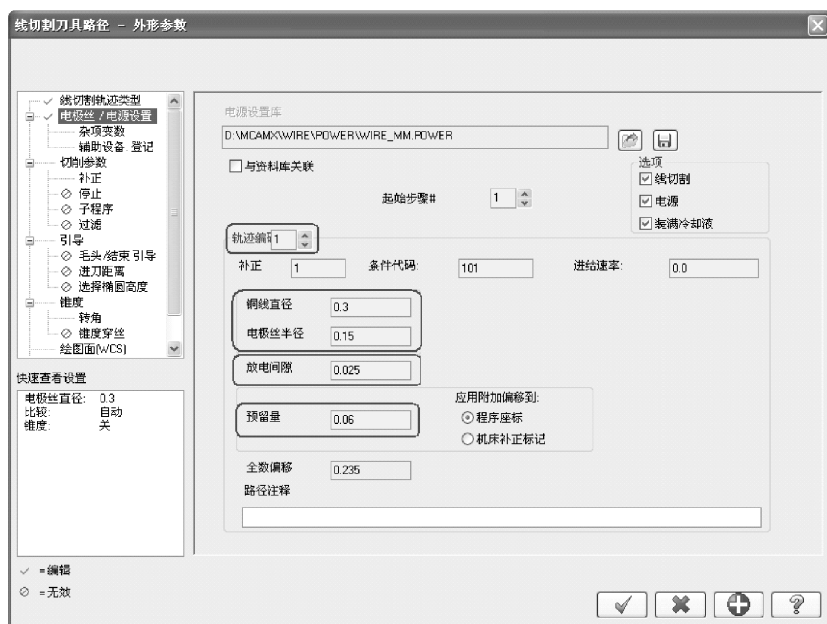 线切割刀具路径 - 外形参数
线切割轨迹类型
电极丝 / 电源设置
杂项变数
辅助设备. 登记
切削参数
补正
停止
子程序
过滤
引导
毛头/结束 引导
进刀距离
选择椭圆高度
锥度
转角
锥度穿丝
绘图面(WCS)
快速查看设置
电极丝直径: 0.3
比较: 自动
锥度: 关
✓ =编辑
⊘ =无效
电源设置库
D:\MCAMX\WIRE\POWER\WIRE_MM.POWER
与资料库关联
起始步骤# 1
选项
线切割
电源
装满冷却液
轨迹编 1
补正 1 条件代码: 101 进给速率: 0.0
铜线直径 0.3
电极丝半径 0.15
放电间隙 0.025
预留量 0.06
应用附加偏移到:
程序座标
机床补正标记
全数偏移 0.235
路径注释